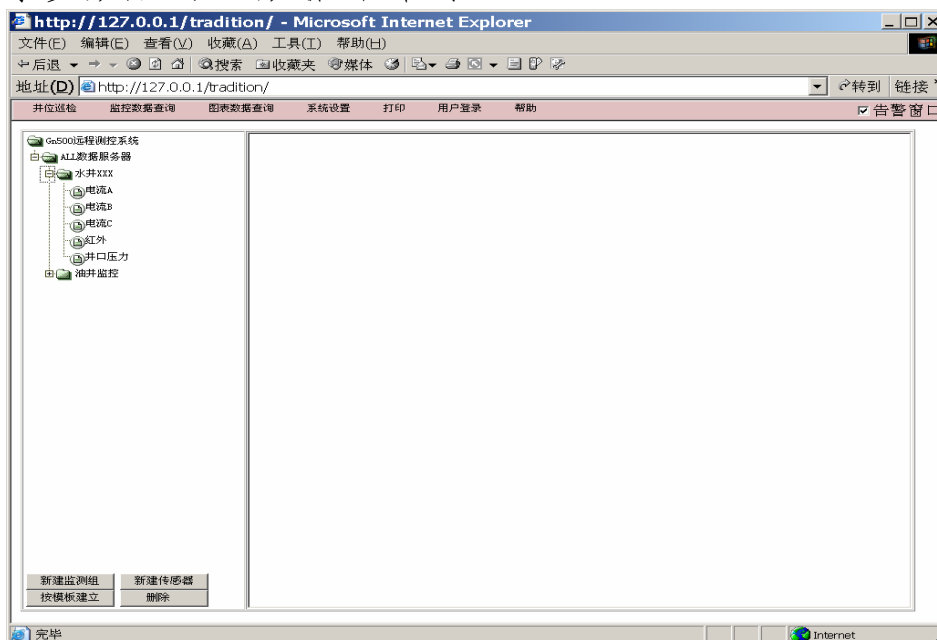 http://127.0.0.1/tradition/ - Microsoft Internet Explorer
文件(E) 编辑(E) 查看(V) 收藏(A) 工具(T) 帮助(H)
后退 搜索 收藏夹 媒体
地址(D) http://127.0.0.1/tradition/ 转到 链接
井位巡检 监控数据查询 图表数据查询 系统设置 打印 用户登录 帮助 告警窗口
Gn500远程测控系统
ALL数据服务器
水井XXX
电流A
电流B
电流C
红外
井口压力
油井监控
新建监测组 新建传感器
按模板建立 删除
完毕 Internet